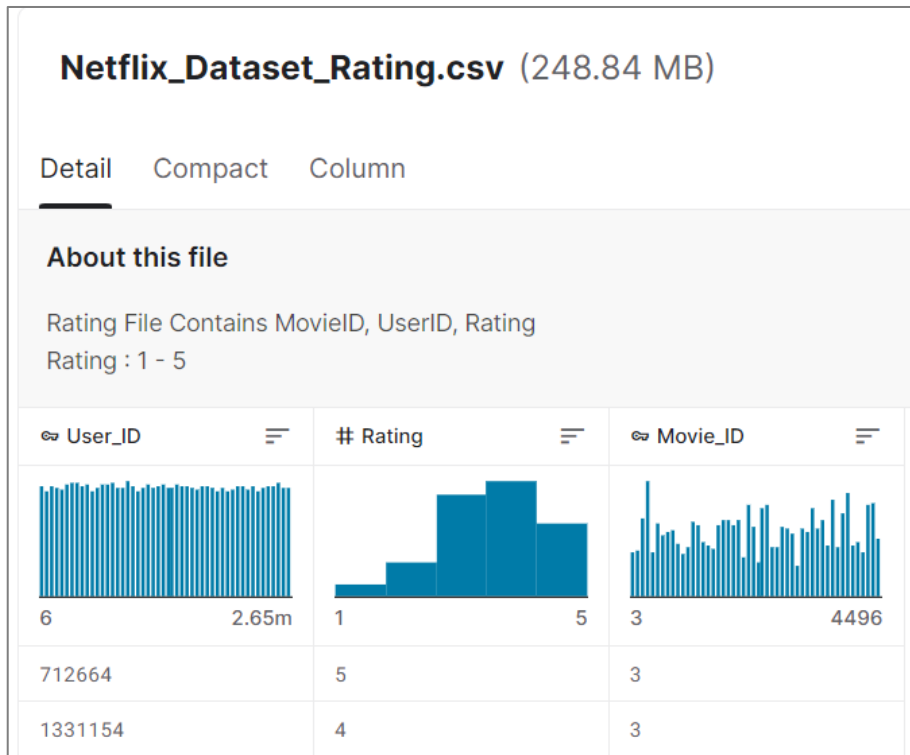 Netflix_Dataset_Rating.csv (248.84 MB)
Detail Compact Column
About this file
Rating File Contains MovieID, UserID, Rating
Rating : 1 - 5
User_ID # Rating Movie_ID
6 2.65m 1 5 3 4496
712664 5 3
1331154 4 3